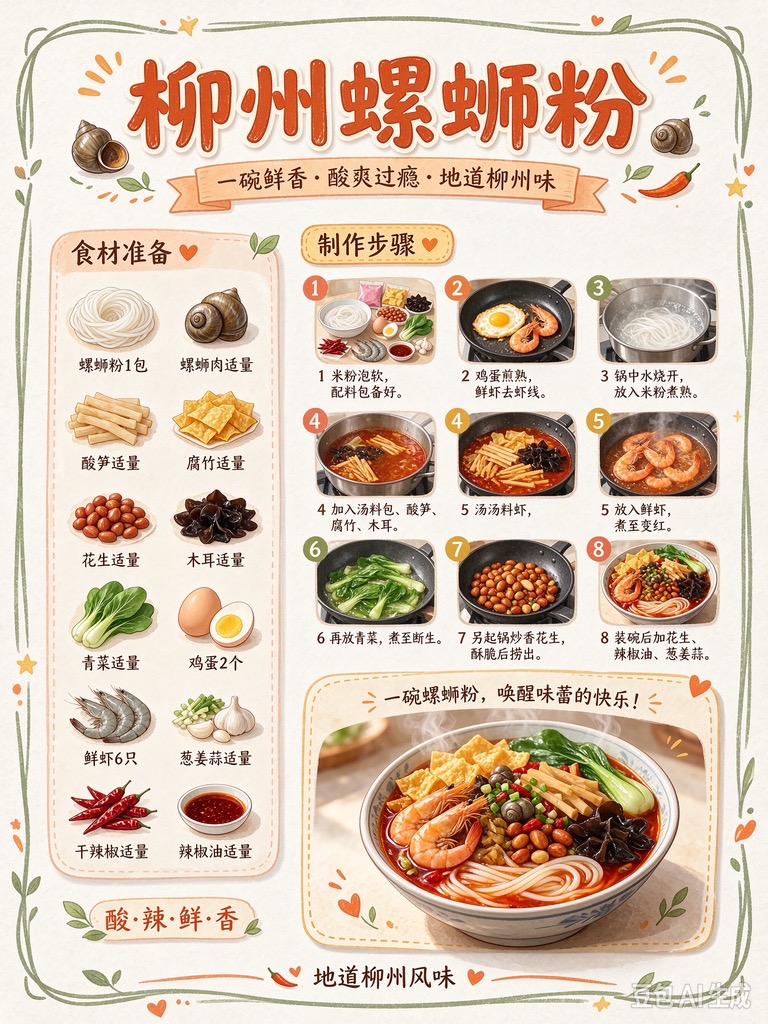 柳州螺蛳粉
一碗鲜香·酸爽过瘾·地道柳州味
食材准备
螺蛳粉1包
螺蛳肉适量
酸笋适量
腐竹适量
花生适量
木耳适量
青菜适量
鸡蛋2个
鲜虾6只
葱姜蒜适量
干辣椒适量
辣椒油适量
酸·辣·鲜·香
制作步骤
1
1 米粉泡软,
配料包备好。
2
2 鸡蛋煎熟,
鲜虾去虾线。
3
3 锅中水烧开,
放入米粉煮熟。
4
4 加入汤料包、酸笋、
腐竹、木耳。
4
5 汤汤料虾,
5
5 放入鲜虾,
煮至变红。
6
6 再放青菜,煮至断生。
7
7 另起锅炒香花生,
酥脆后捞出。
8
8 装碗后加花生、
辣椒油、葱姜蒜。
一碗螺蛳粉,唤醒味蕾的快乐!
地道柳州风味
豆包AI生成